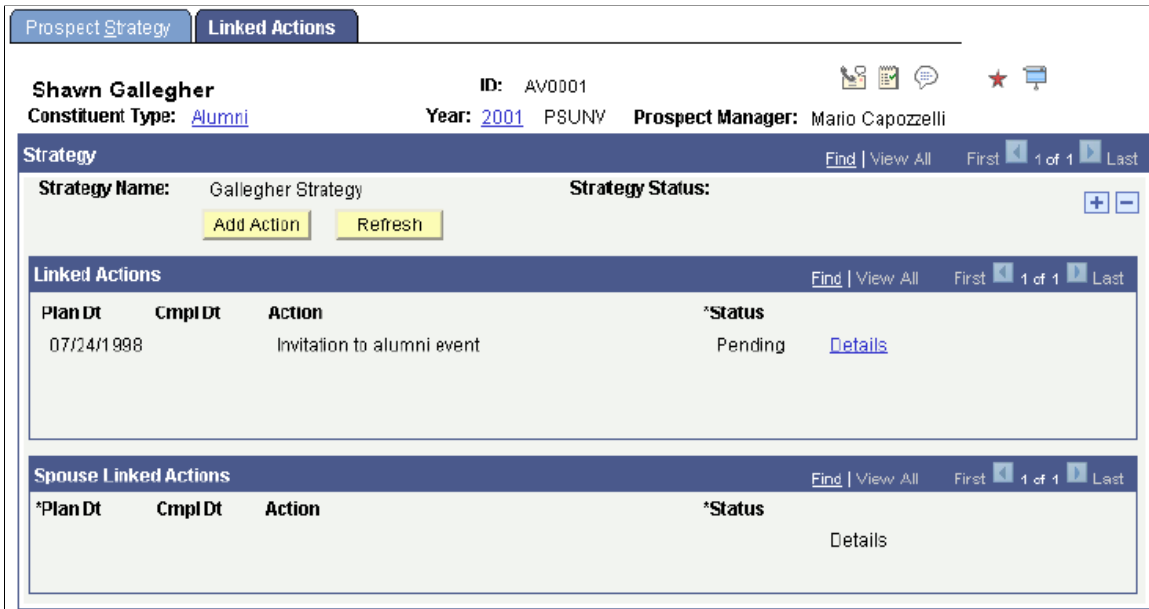 Prospect Strategy Linked Actions
Shawn Gallegher ID: AV0001
Constituent Type: Alumni Year: 2001 PSUNV Prospect Manager: Mario Capozzelli
Strategy Find | View All First 1 of 1 Last
Strategy Name: Gallegher Strategy Strategy Status:
Add Action Refresh
Linked Actions Find | View All First 1 of 1 Last
Plan Dt Cmpl Dt Action *Status
07/24/1998 Invitation to alumni event Pending Details
Spouse Linked Actions Find | View All First 1 of 1 Last
*Plan Dt Cmpl Dt Action *Status
Details